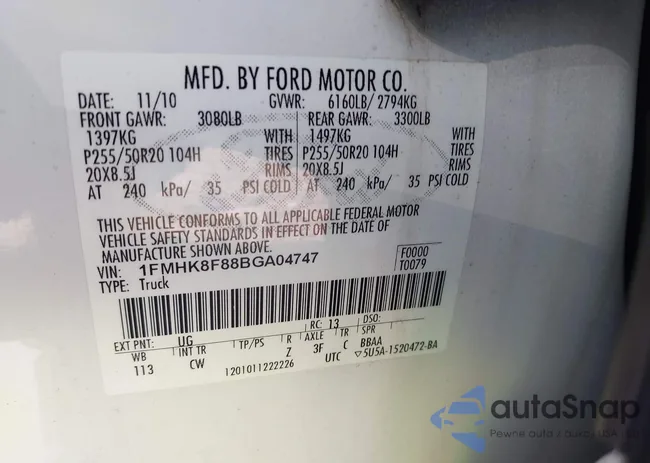 MFD. BY FORD MOTOR CO.
DATE: 11/10 GVWR: 6160LB/ 2794KG
FRONT GAWR: 3080LB REAR GAWR: 3300LB
1397KG WITH 1497KG WITH
P255/50R20 104H TIRES P255/50R20 104H TIRES
20X8.5J RIMS 20X8.5J RIMS
AT 240 kPa/ 35 PSI COLD AT 240 kPa/ 35 PSI COLD
THIS VEHICLE CONFORMS TO ALL APPLICABLE FEDERAL MOTOR
VEHICLE SAFETY STANDARDS IN EFFECT ON THE DATE OF
MANUFACTURE SHOWN ABOVE.
VIN: 1FMHK8F88BGA04747 F0000
TYPE: Truck T0079
EXT PNT: UG RC: 13 DSO:
WB INT TR TP/PS R AXLE TR SPR
113 CW Z 3F C BBAA
1201011222226 UTC 5U5A-1520472-BA
autaSnap
Pewne auta z aukcji USA